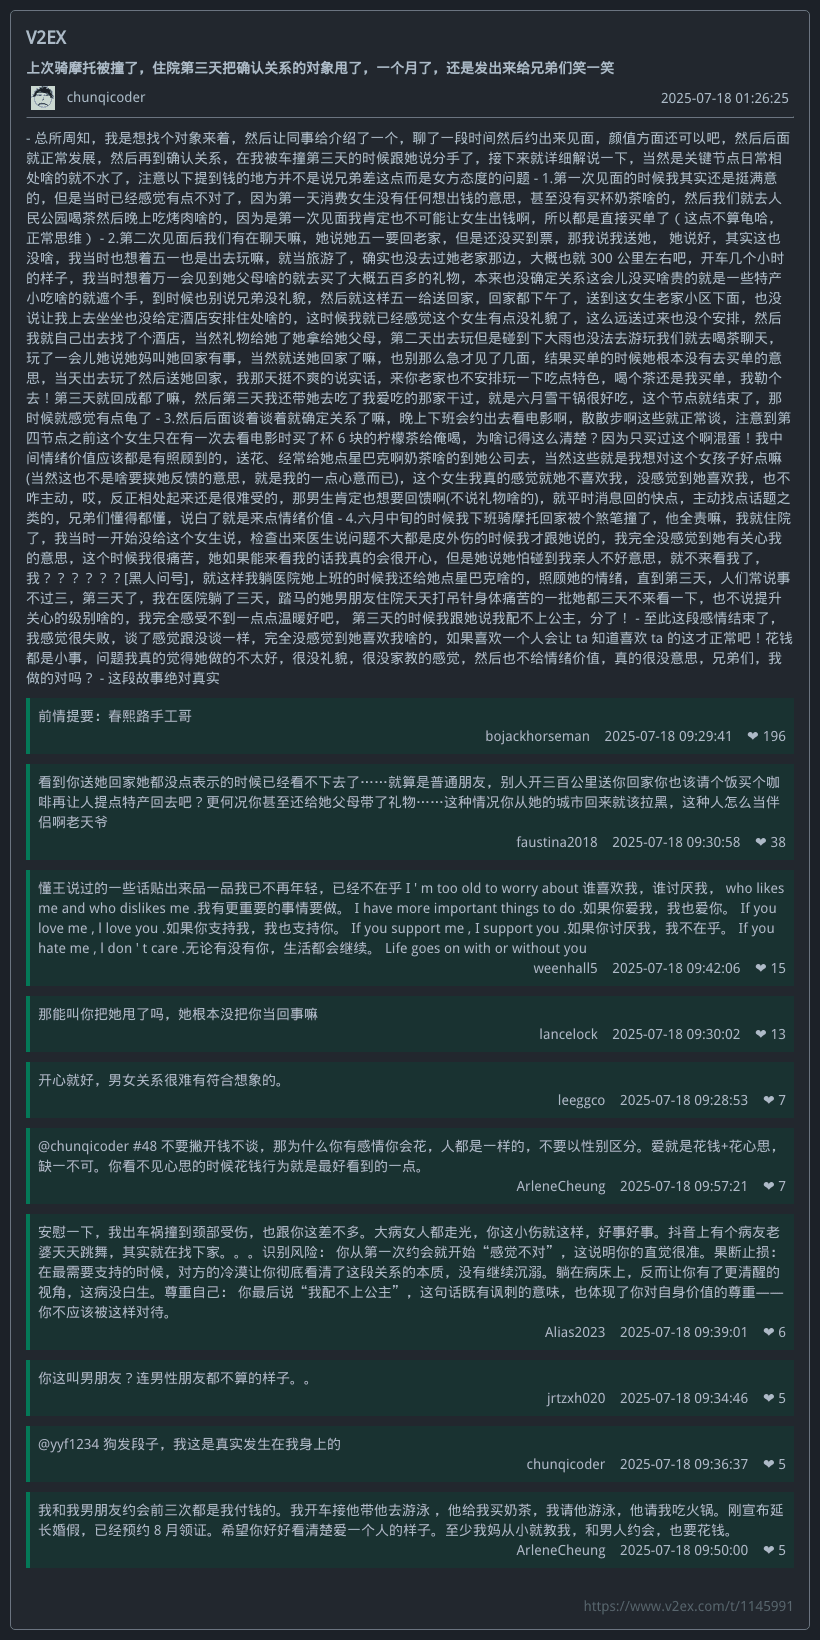 V2EX
上次骑摩托被撞了，住院第三天把确认关系的对象甩了，一个月了，还是发出来给兄弟们笑一笑
chunqicoder 2025-07-18 01:26:25
- 总所周知，我是想找个对象来着，然后让同事给介绍了一个，聊了一段时间然后约出来见面，颜值方面还可以吧，然后后面
就正常发展，然后再到确认关系，在我被车撞第三天的时候跟她说分手了，接下来就详细解说一下，当然是关键节点日常相
处啥的就不水了，注意以下提到钱的地方并不是说兄弟差这点而是女方态度的问题 - 1.第一次见面的时候我其实还是挺满意
的，但是当时已经感觉有点不对了，因为第一天消费女生没有任何想出钱的意思，甚至没有买杯奶茶啥的，然后我们就去人
民公园喝茶然后晚上吃烤肉啥的，因为是第一次见面我肯定也不可能让女生出钱啊，所以都是直接买单了（ 这点不算龟哈，
正常思维 ） - 2.第二次见面后我们有在聊天嘛，她说她五一要回老家，但是还没买到票，那我说我送她， 她说好，其实这也
没啥，我当时也想着五一也是出去玩嘛，就当旅游了，确实也没去过她老家那边，大概也就 300 公里左右吧，开车几个小时
的样子，我当时想着万一会见到她父母啥的就去买了大概五百多的礼物，本来也没确定关系这会儿没买啥贵的就是一些特产
小吃啥的就遮个手，到时候也别说兄弟没礼貌，然后就这样五一给送回家，回家都下午了，送到这女生老家小区下面，也没
说让我上去坐坐也没给定酒店安排住处啥的，这时候我就已经感觉这个女生有点没礼貌了，这么远送过来也没个安排，然后
我就自己出去找了个酒店，当然礼物给她了她拿给她父母，第二天出去玩但是碰到下大雨也没法去游玩我们就去喝茶聊天，
玩了一会儿她说她妈叫她回家有事，当然就送她回家了嘛，也别那么急才见了几面，结果买单的时候她根本没有去买单的意
思，当天出去玩了然后送她回家，我那天挺不爽的说实话，来你老家也不安排玩一下吃点特色，喝个茶还是我买单，我勒个
去！第三天就回成都了嘛，然后第三天我还带她去吃了我爱吃的那家干过，就是六月雪干锅很好吃，这个节点就结束了，那
时候就感觉有点龟了 - 3.然后后面谈着谈着就确定关系了嘛，晚上下班会约出去看电影啊，散散步啊这些就正常谈，注意到第
四节点之前这个女生只在有一次去看电影时买了杯 6 块的柠檬茶给俺喝，为啥记得这么清楚？因为只买过这个啊混蛋！我中
间情绪价值应该都是有照顾到的，送花、经常给她点星巴克啊奶茶啥的到她公司去，当然这些就是我想对这个女孩子好点嘛
(当然这也不是啥要挟她反馈的意思，就是我的一点心意而已)，这个女生我真的感觉就她不喜欢我，没感觉到她喜欢我，也不
咋主动，哎，反正相处起来还是很难受的，那男生肯定也想要回馈啊(不说礼物啥的)，就平时消息回的快点，主动找点话题之
类的，兄弟们懂得都懂，说白了就是来点情绪价值 - 4.六月中旬的时候我下班骑摩托回家被个煞笔撞了，他全责嘛，我就住院
了，我当时一开始没给这个女生说，检查出来医生说问题不大都是皮外伤的时候我才跟她说的，我完全没感觉到她有关心我
的意思，这个时候我很痛苦，她如果能来看我的话我真的会很开心，但是她说她怕碰到我亲人不好意思，就不来看我了，
我？？？？？？[黑人问号]，就这样我躺医院她上班的时候我还给她点星巴克啥的，照顾她的情绪，直到第三天，人们常说事
不过三，第三天了，我在医院躺了三天，踏马的她男朋友住院天天打吊针身体痛苦的一批她都三天不来看一下，也不说提升
关心的级别啥的，我完全感受不到一点点温暖好吧， 第三天的时候我跟她说我配不上公主，分了！ - 至此这段感情结束了，
我感觉很失败，谈了感觉跟没谈一样，完全没感觉到她喜欢我啥的，如果喜欢一个人会让 ta 知道喜欢 ta 的这才正常吧！花钱
都是小事，问题我真的觉得她做的不太好，很没礼貌，很没家教的感觉，然后也不给情绪价值，真的很没意思，兄弟们，我
做的对吗？ - 这段故事绝对真实
前情提要：春熙路手工哥
bojackhorseman 2025-07-18 09:29:41 ❤ 196
看到你送她回家她都没点表示的时候已经看不下去了……就算是普通朋友，别人开三百公里送你回家你也该请个饭买个咖
啡再让人提点特产回去吧？更何况你甚至还给她父母带了礼物……这种情况你从她的城市回来就该拉黑，这种人怎么当伴
侣啊老天爷
faustina2018 2025-07-18 09:30:58 ❤ 38
懂王说过的一些话贴出来品一品我已不再年轻，已经不在乎 I ' m too old to worry about 谁喜欢我，谁讨厌我， who likes
me and who dislikes me .我有更重要的事情要做。 I have more important things to do .如果你爱我，我也爱你。 If you
love me , l love you .如果你支持我，我也支持你。 If you support me , I support you .如果你讨厌我，我不在乎。 If you
hate me , l don ' t care .无论有没有你，生活都会继续。 Life goes on with or without you
weenhall5 2025-07-18 09:42:06 ❤ 15
那能叫你把她甩了吗，她根本没把你当回事嘛
lancelock 2025-07-18 09:30:02 ❤ 13
开心就好，男女关系很难有符合想象的。
leeggco 2025-07-18 09:28:53 ❤ 7
@chunqicoder #48 不要撇开钱不谈，那为什么你有感情你会花，人都是一样的，不要以性别区分。爱就是花钱+花心思，
缺一不可。你看不见心思的时候花钱行为就是最好看到的一点。
ArleneCheung 2025-07-18 09:57:21 ❤ 7
安慰一下，我出车祸撞到颈部受伤，也跟你这差不多。大病女人都走光，你这小伤就这样，好事好事。抖音上有个病友老
婆天天跳舞，其实就在找下家。。。识别风险： 你从第一次约会就开始“感觉不对”，这说明你的直觉很准。果断止损：
在最需要支持的时候，对方的冷漠让你彻底看清了这段关系的本质，没有继续沉溺。躺在病床上，反而让你有了更清醒的
视角，这病没白生。尊重自己： 你最后说“我配不上公主”，这句话既有讽刺的意味，也体现了你对自身价值的尊重——
你不应该被这样对待。
Alias2023 2025-07-18 09:39:01 ❤ 6
你这叫男朋友？连男性朋友都不算的样子。。
jrtzxh020 2025-07-18 09:34:46 ❤ 5
@yyf1234 狗发段子，我这是真实发生在我身上的
chunqicoder 2025-07-18 09:36:37 ❤ 5
我和我男朋友约会前三次都是我付钱的。我开车接他带他去游泳 ，他给我买奶茶，我请他游泳，他请我吃火锅。刚宣布延
长婚假，已经预约 8 月领证。希望你好好看清楚爱一个人的样子。至少我妈从小就教我，和男人约会，也要花钱。
ArleneCheung 2025-07-18 09:50:00 ❤ 5
https://www.v2ex.com/t/1145991